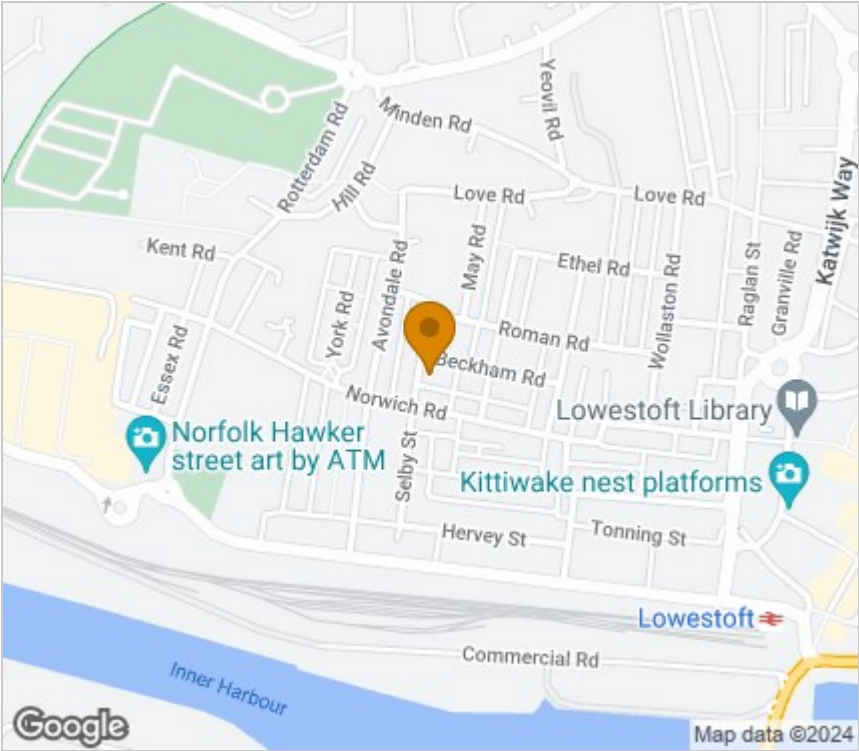 Yeovil Rd
Minden Rd
Rotterdam Rd
Hill Rd
Love Rd
Love Rd
Katwijk Way
Kent Rd
Avondale Rd
May Rd
Ethel Rd
Wollaston Rd
Raglan St
Granville Rd
York Rd
Roman Rd
Essex Rd
Beckham Rd
Norwich Rd
Lowestoft Library
Norfolk Hawker
street art by ATM
Selby St
Kittiwake nest platforms
Hervey St
Tonning St
Lowestoft
Commercial Rd
Inner Harbour
Google
Map data ©2024